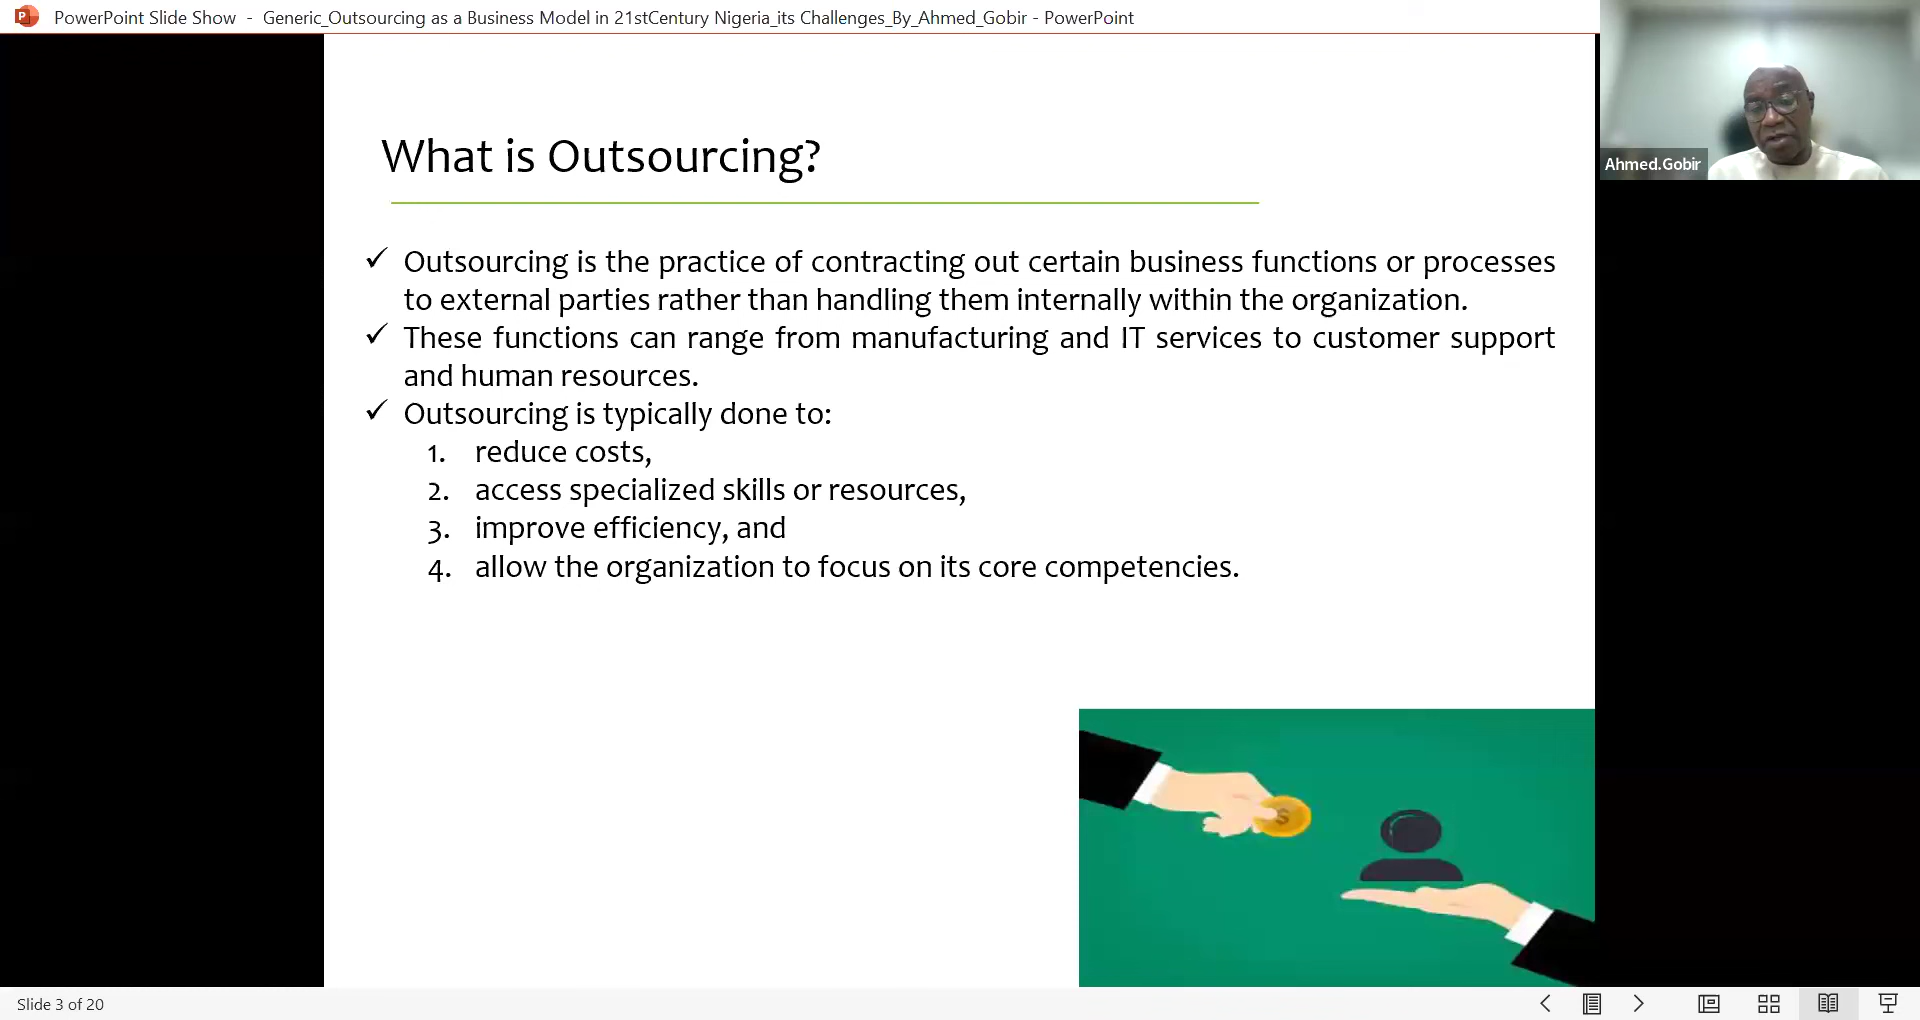 PowerPoint Slide Show - Generic_Outsourcing as a Business Model in 21stCentury Nigeria_its Challenges_By_Ahmed_Gobir - PowerPoint
Ahmed.Gobir
What is Outsourcing?
✓ Outsourcing is the practice of contracting out certain business functions or processes
to external parties rather than handling them internally within the organization.
✓ These functions can range from manufacturing and IT services to customer support
and human resources.
✓ Outsourcing is typically done to:
1. reduce costs,
2. access specialized skills or resources,
3. improve efficiency, and
4. allow the organization to focus on its core competencies.
$
Slide 3 of 20